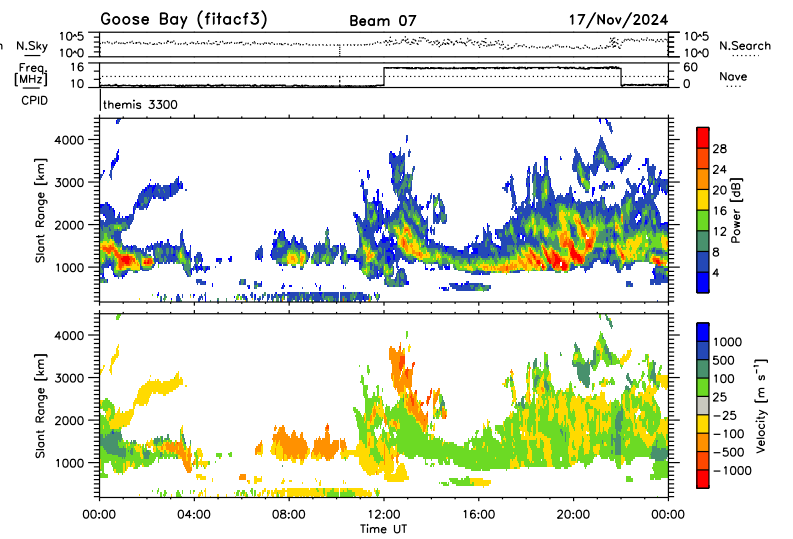 Goose Bay (fitacf3) Beam 07 17/Nov/2024
n N.Sky 10^5 10^5 N.Search
10^0 10^0
Freq. 16 60 Nave
[MHz] 10 0
CPID themis 3300
Slant Range [km] 4000 3000 2000 1000
Power [dB] 28 24 20 16 12 8 4
Slant Range [km] 4000 3000 2000 1000
Velocity [m s⁻¹] 1000 500 100 25 −25 −100 −500 −1000
00:00 04:00 08:00 12:00 16:00 20:00 00:00
Time UT